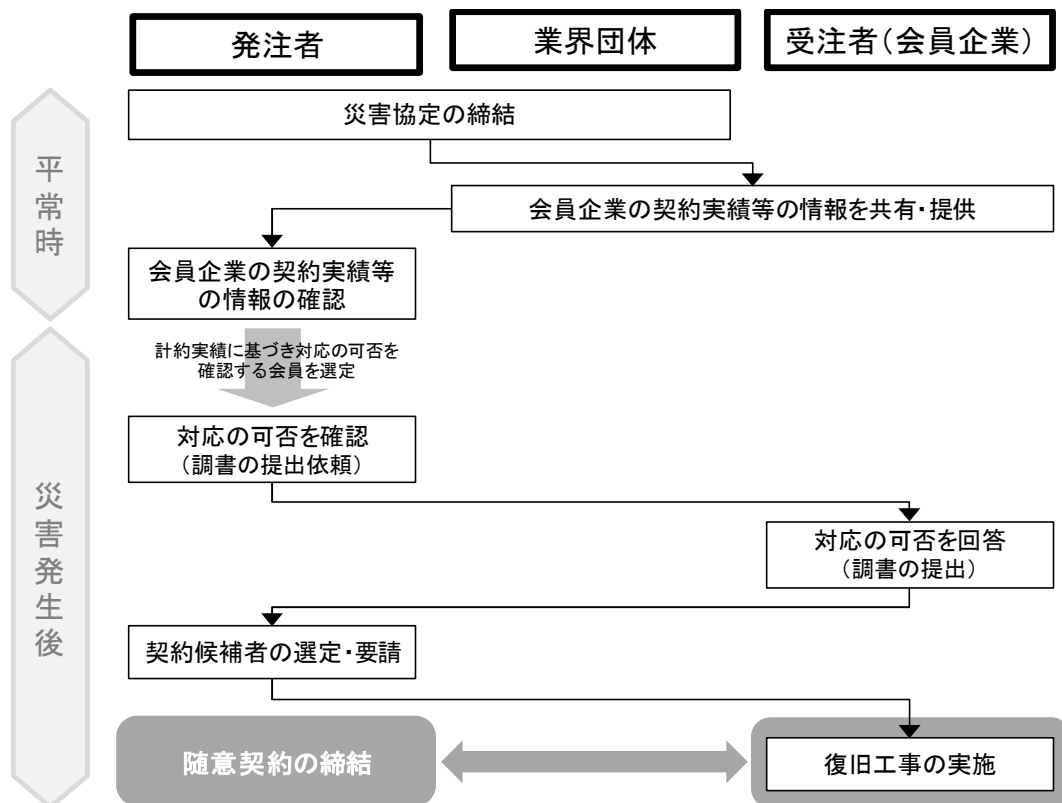 発注者
業界団体
受注者(会員企業)
平常時
災害協定の締結
会員企業の契約実績等の情報を共有・提供
会員企業の契約実績等
の情報の確認
計約実績に基づき対応の可否を
確認する会員を選定
災害発生後
対応の可否を確認
(調書の提出依頼)
対応の可否を回答
(調書の提出)
契約候補者の選定・要請
随意契約の締結
復旧工事の実施